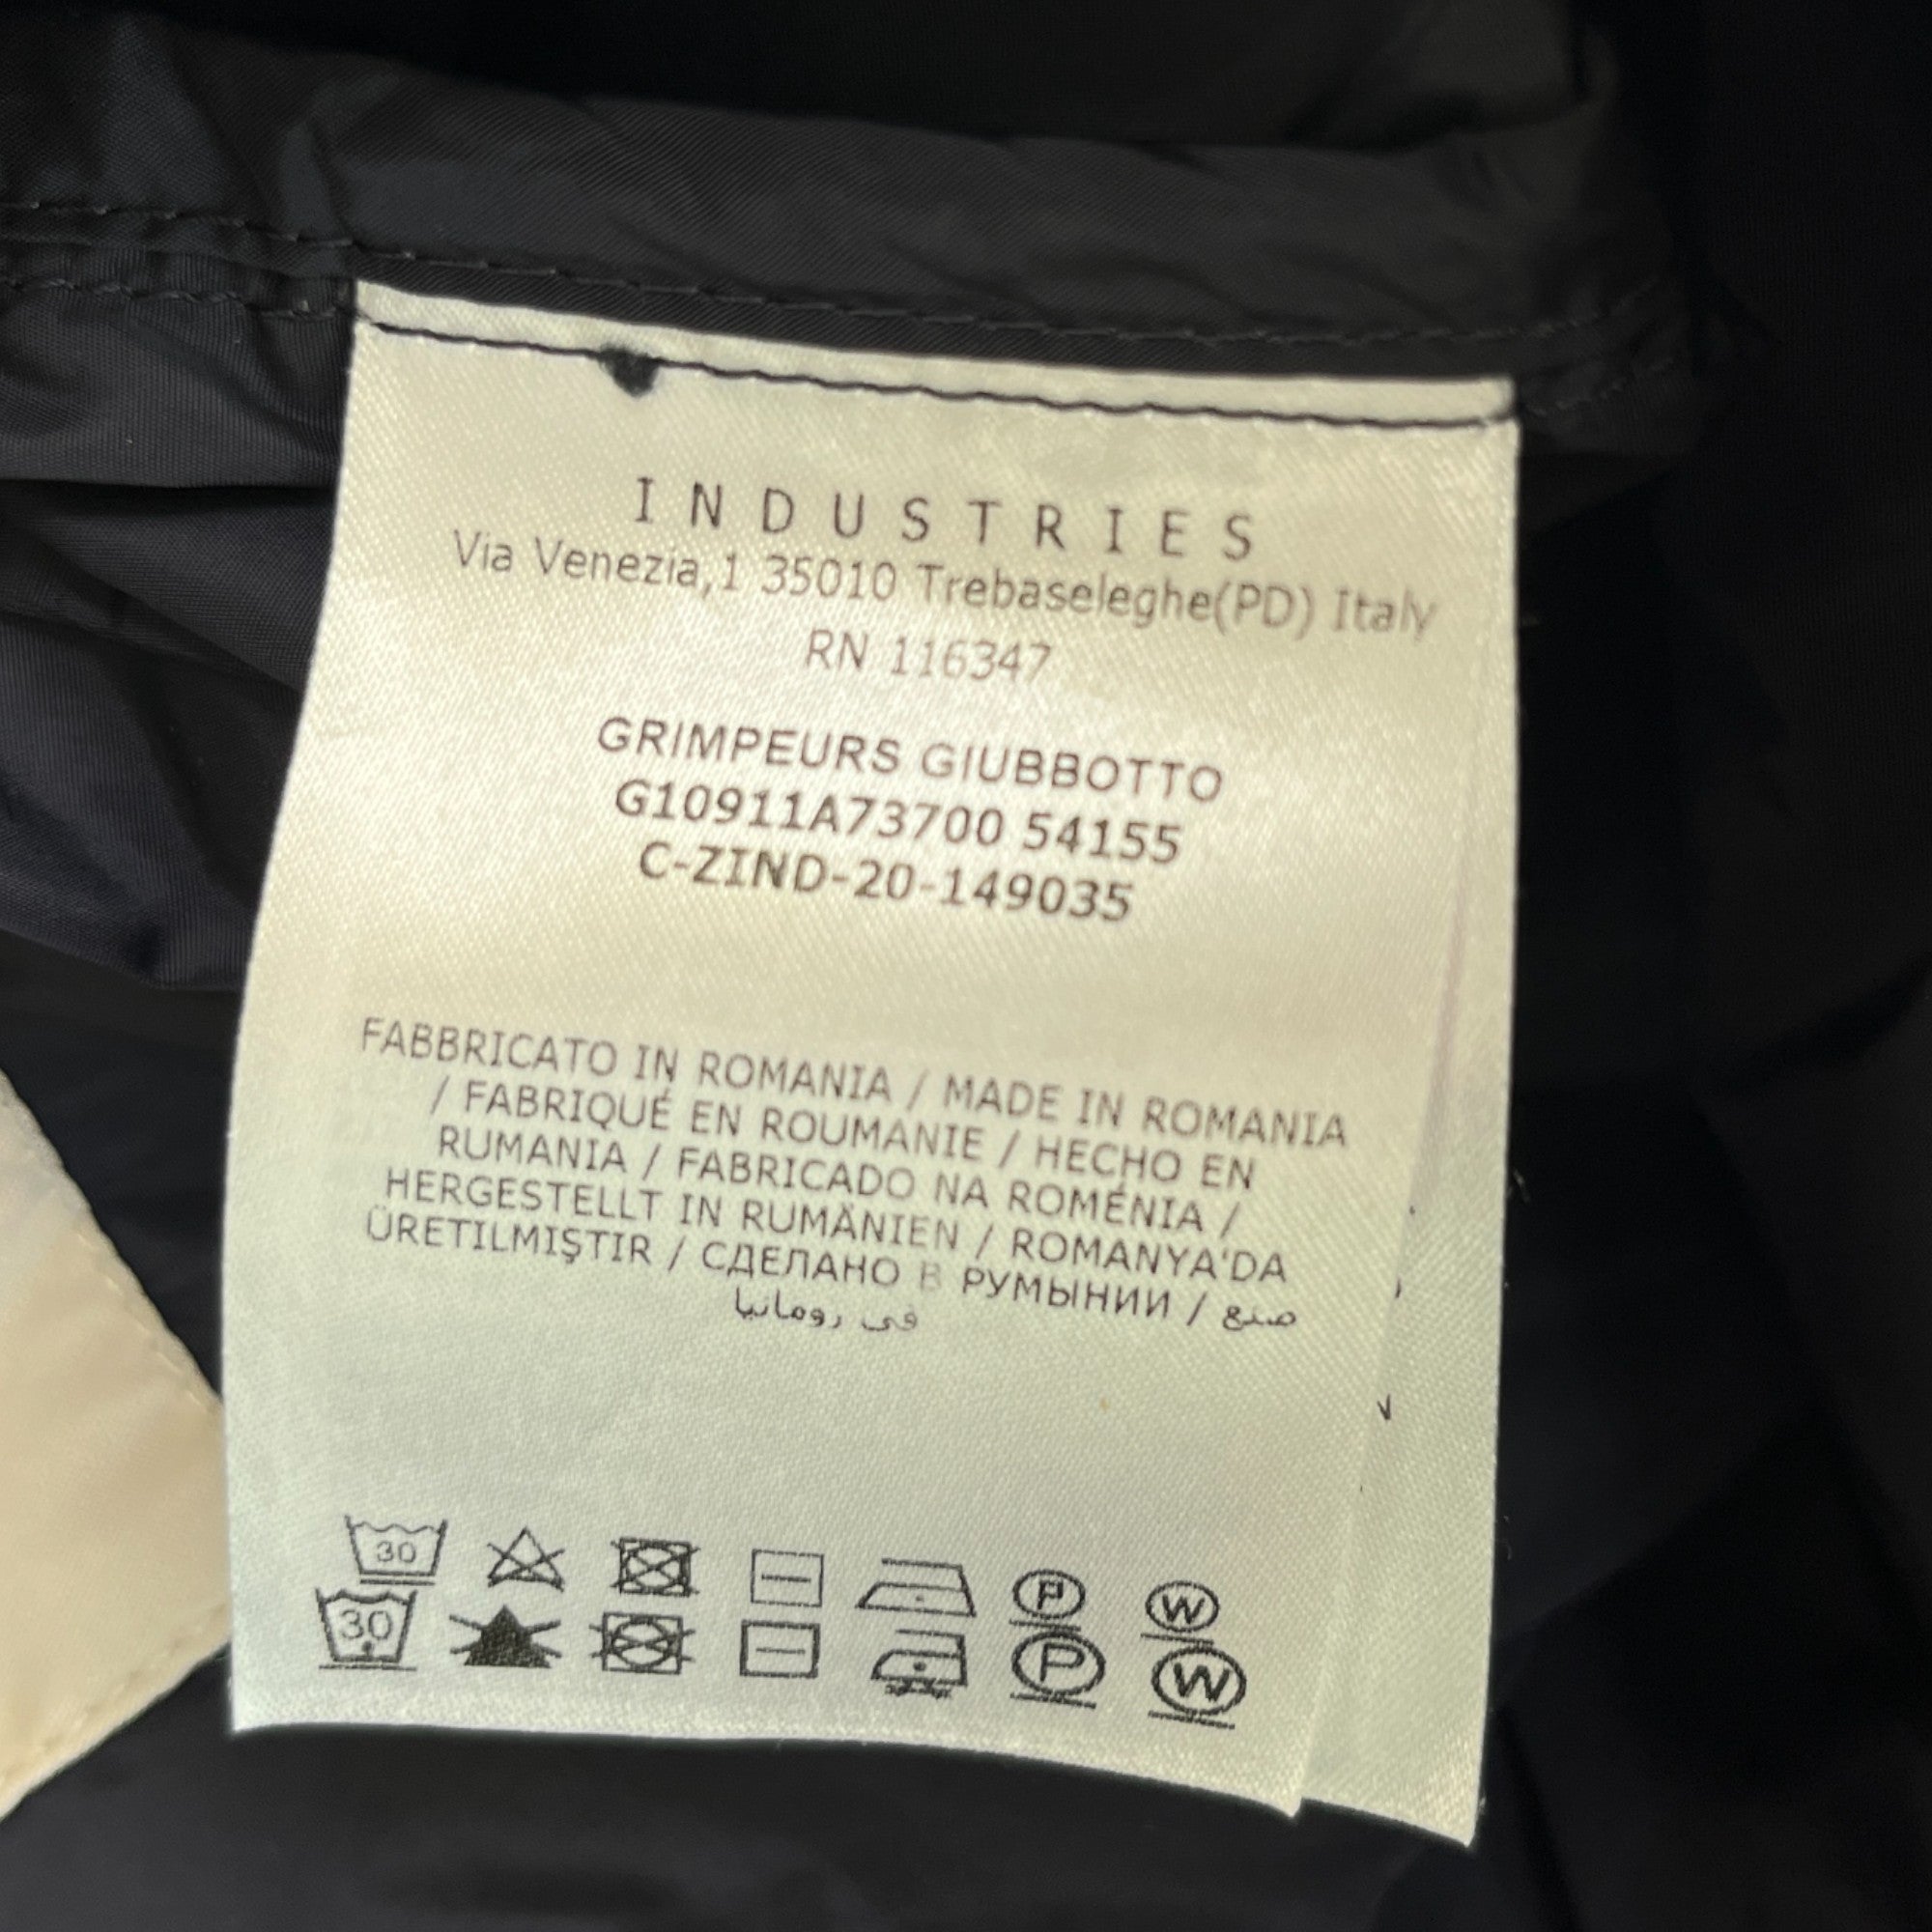 INDUSTRIES
Via Venezia,1 35010 Trebaseleghe(PD) Italy
RN 116347
GRIMPEURS GIUBBOTTO
G10911A73700 54155
C-ZIND-20-149035
FABBRICATO IN ROMANIA / MADE IN ROMANIA
/ FABRIQUÉ EN ROUMANIE / HECHO EN
RUMANIA / FABRICADO NA ROMÉNIA /
HERGESTELLT IN RUMÄNIEN / ROMANYA'DA
ÜRETILMIŞTIR / СДЕЛАНО В РУМЫНИИ / صنع
في رومانيا
30 P W
30 P W